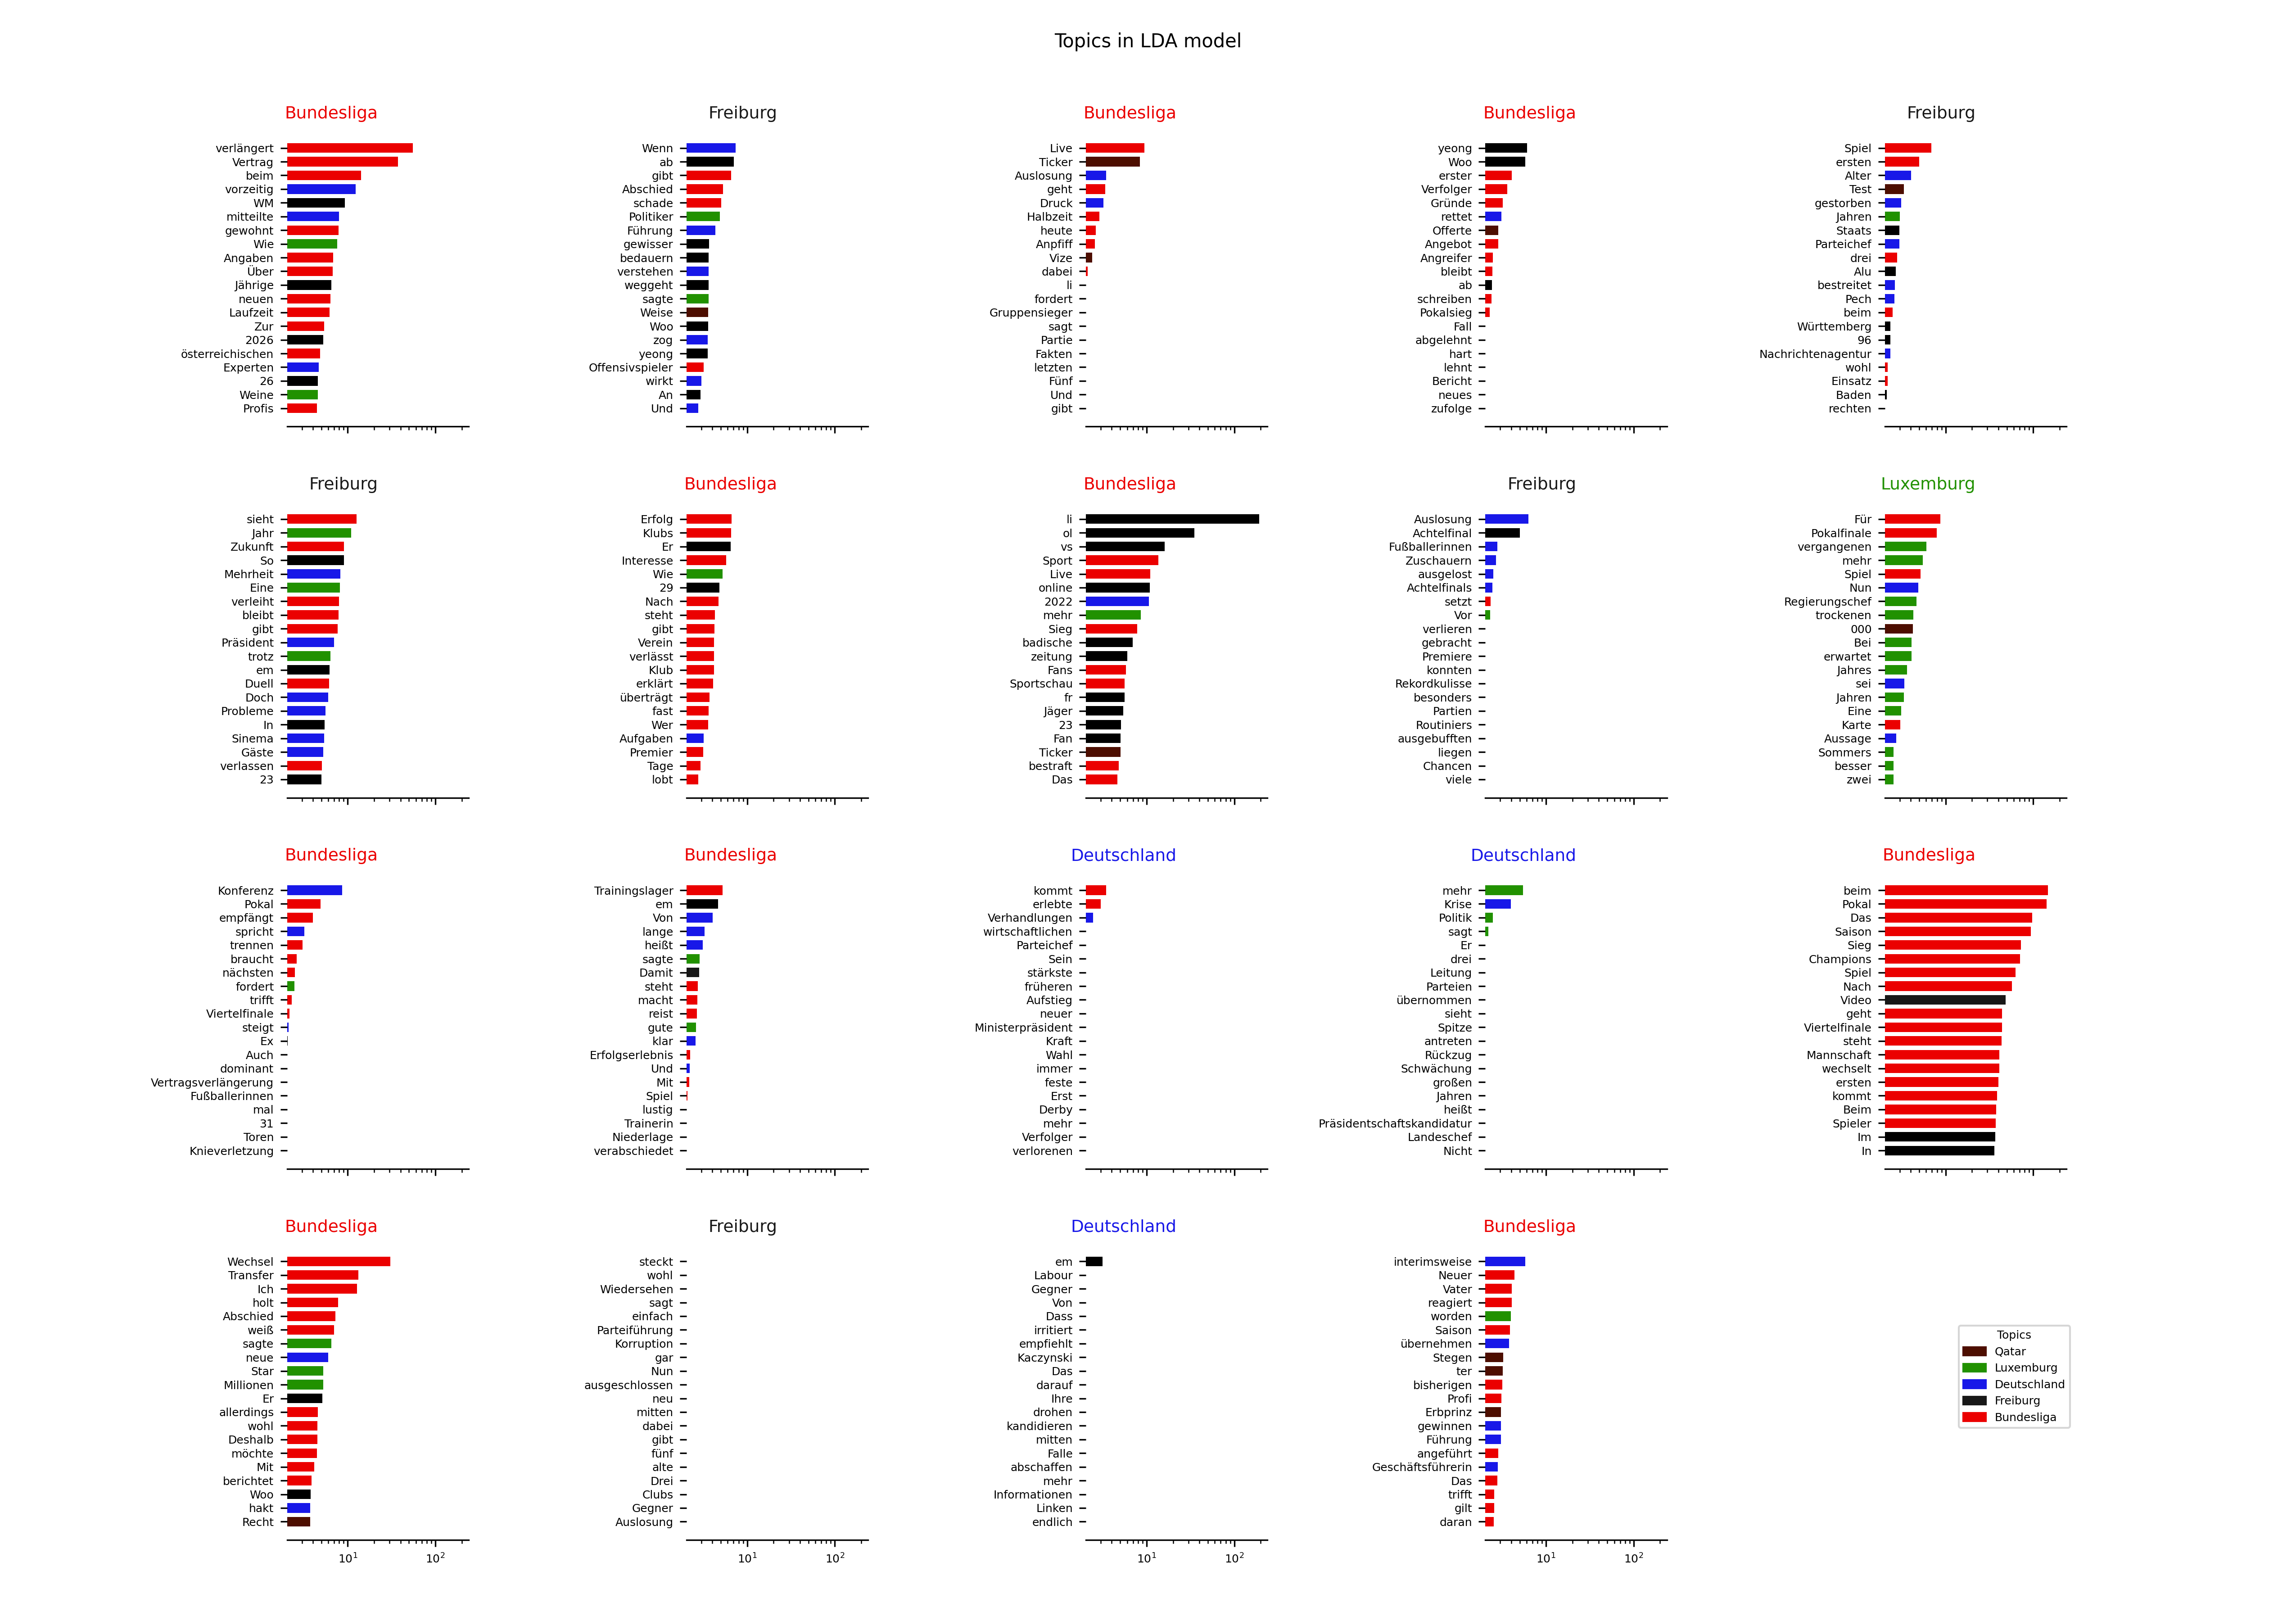 Topics in LDA model
Bundesliga
verlängert
Vertrag
beim
vorzeitig
WM
mitteilte
gewohnt
Wie
Angaben
Über
Jährige
neuen
Laufzeit
Zur
2026
österreichischen
Experten
26
Weine
Profis
Freiburg
Wenn
ab
gibt
Abschied
schade
Politiker
Führung
gewisser
bedauern
verstehen
weggeht
sagte
Weise
Woo
zog
yeong
Offensivspieler
wirkt
An
Und
Bundesliga
Live
Ticker
Auslosung
geht
Druck
Halbzeit
heute
Anpfiff
Vize
dabei
li
fordert
Gruppensieger
sagt
Partie
Fakten
letzten
Fünf
Und
gibt
Bundesliga
yeong
Woo
erster
Verfolger
Gründe
rettet
Offerte
Angebot
Angreifer
bleibt
ab
schreiben
Pokalsieg
Fall
abgelehnt
hart
lehnt
Bericht
neues
zufolge
Freiburg
Spiel
ersten
Alter
Test
gestorben
Jahren
Staats
Parteichef
drei
Alu
bestreitet
Pech
beim
Württemberg
96
Nachrichtenagentur
wohl
Einsatz
Baden
rechten
Freiburg
sieht
Jahr
Zukunft
So
Mehrheit
Eine
verleiht
bleibt
gibt
Präsident
trotz
em
Duell
Doch
Probleme
In
Sinema
Gäste
verlassen
23
Bundesliga
Erfolg
Klubs
Er
Interesse
Wie
29
Nach
steht
gibt
Verein
verlässt
Klub
erklärt
überträgt
fast
Wer
Aufgaben
Premier
Tage
lobt
Bundesliga
li
ol
vs
Sport
Live
online
2022
mehr
Sieg
badische
zeitung
Fans
Sportschau
fr
Jäger
23
Fan
Ticker
bestraft
Das
Freiburg
Auslosung
Achtelfinal
Fußballerinnen
Zuschauern
ausgelost
Achtelfinals
setzt
Vor
verlieren
gebracht
Premiere
konnten
Rekordkulisse
besonders
Partien
Routiniers
ausgebufften
liegen
Chancen
viele
Luxemburg
Für
Pokalfinale
vergangenen
mehr
Spiel
Nun
Regierungschef
trockenen
000
Bei
erwartet
Jahres
sei
Jahren
Eine
Karte
Aussage
Sommers
besser
zwei
Bundesliga
Konferenz
Pokal
empfängt
spricht
trennen
braucht
nächsten
fordert
trifft
Viertelfinale
steigt
Ex
Auch
dominant
Vertragsverlängerung
Fußballerinnen
mal
31
Toren
Knieverletzung
Bundesliga
Trainingslager
em
Von
lange
heißt
sagte
Damit
steht
macht
reist
gute
klar
Erfolgserlebnis
Und
Mit
Spiel
lustig
Trainerin
Niederlage
verabschiedet
Deutschland
kommt
erlebte
Verhandlungen
wirtschaftlichen
Parteichef
Sein
stärkste
früheren
Aufstieg
neuer
Ministerpräsident
Kraft
Wahl
immer
feste
Erst
Derby
mehr
Verfolger
verlorenen
Deutschland
mehr
Krise
Politik
sagt
Er
drei
Leitung
Parteien
übernommen
sieht
Spitze
antreten
Rückzug
Schwächung
großen
Jahren
heißt
Präsidentschaftskandidatur
Landeschef
Nicht
Bundesliga
beim
Pokal
Das
Saison
Sieg
Champions
Spiel
Nach
Video
geht
Viertelfinale
steht
Mannschaft
wechselt
ersten
kommt
Beim
Spieler
Im
In
Bundesliga
Wechsel
Transfer
Ich
holt
Abschied
weiß
sagte
neue
Star
Millionen
Er
allerdings
wohl
Deshalb
möchte
Mit
berichtet
Woo
hakt
Recht
10¹ 10²
Freiburg
steckt
wohl
Wiedersehen
sagt
einfach
Parteiführung
Korruption
gar
Nun
ausgeschlossen
neu
mitten
dabei
gibt
fünf
alte
Drei
Clubs
Gegner
Auslosung
10¹ 10²
Deutschland
em
Labour
Gegner
Von
Dass
irritiert
empfiehlt
Kaczynski
Das
darauf
Ihre
drohen
kandidieren
mitten
Falle
abschaffen
mehr
Informationen
Linken
endlich
10¹ 10²
Bundesliga
interimsweise
Neuer
Vater
reagiert
worden
Saison
übernehmen
Stegen
ter
bisherigen
Profi
Erbprinz
gewinnen
Führung
angeführt
Geschäftsführerin
Das
trifft
gilt
daran
10¹ 10²
Topics
Qatar
Luxemburg
Deutschland
Freiburg
Bundesliga